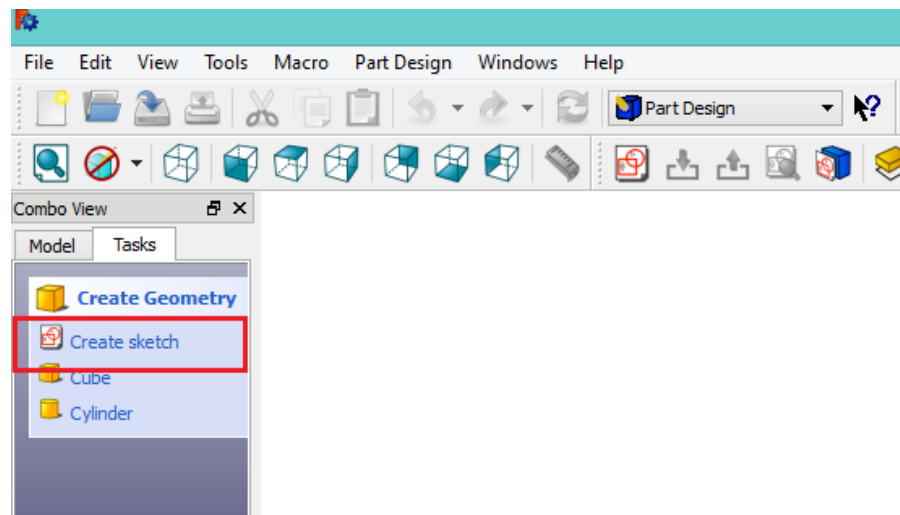 File Edit View Tools Macro Part Design Windows Help
Part Design
Combo View
Model Tasks
Create Geometry
Create sketch
Cube
Cylinder